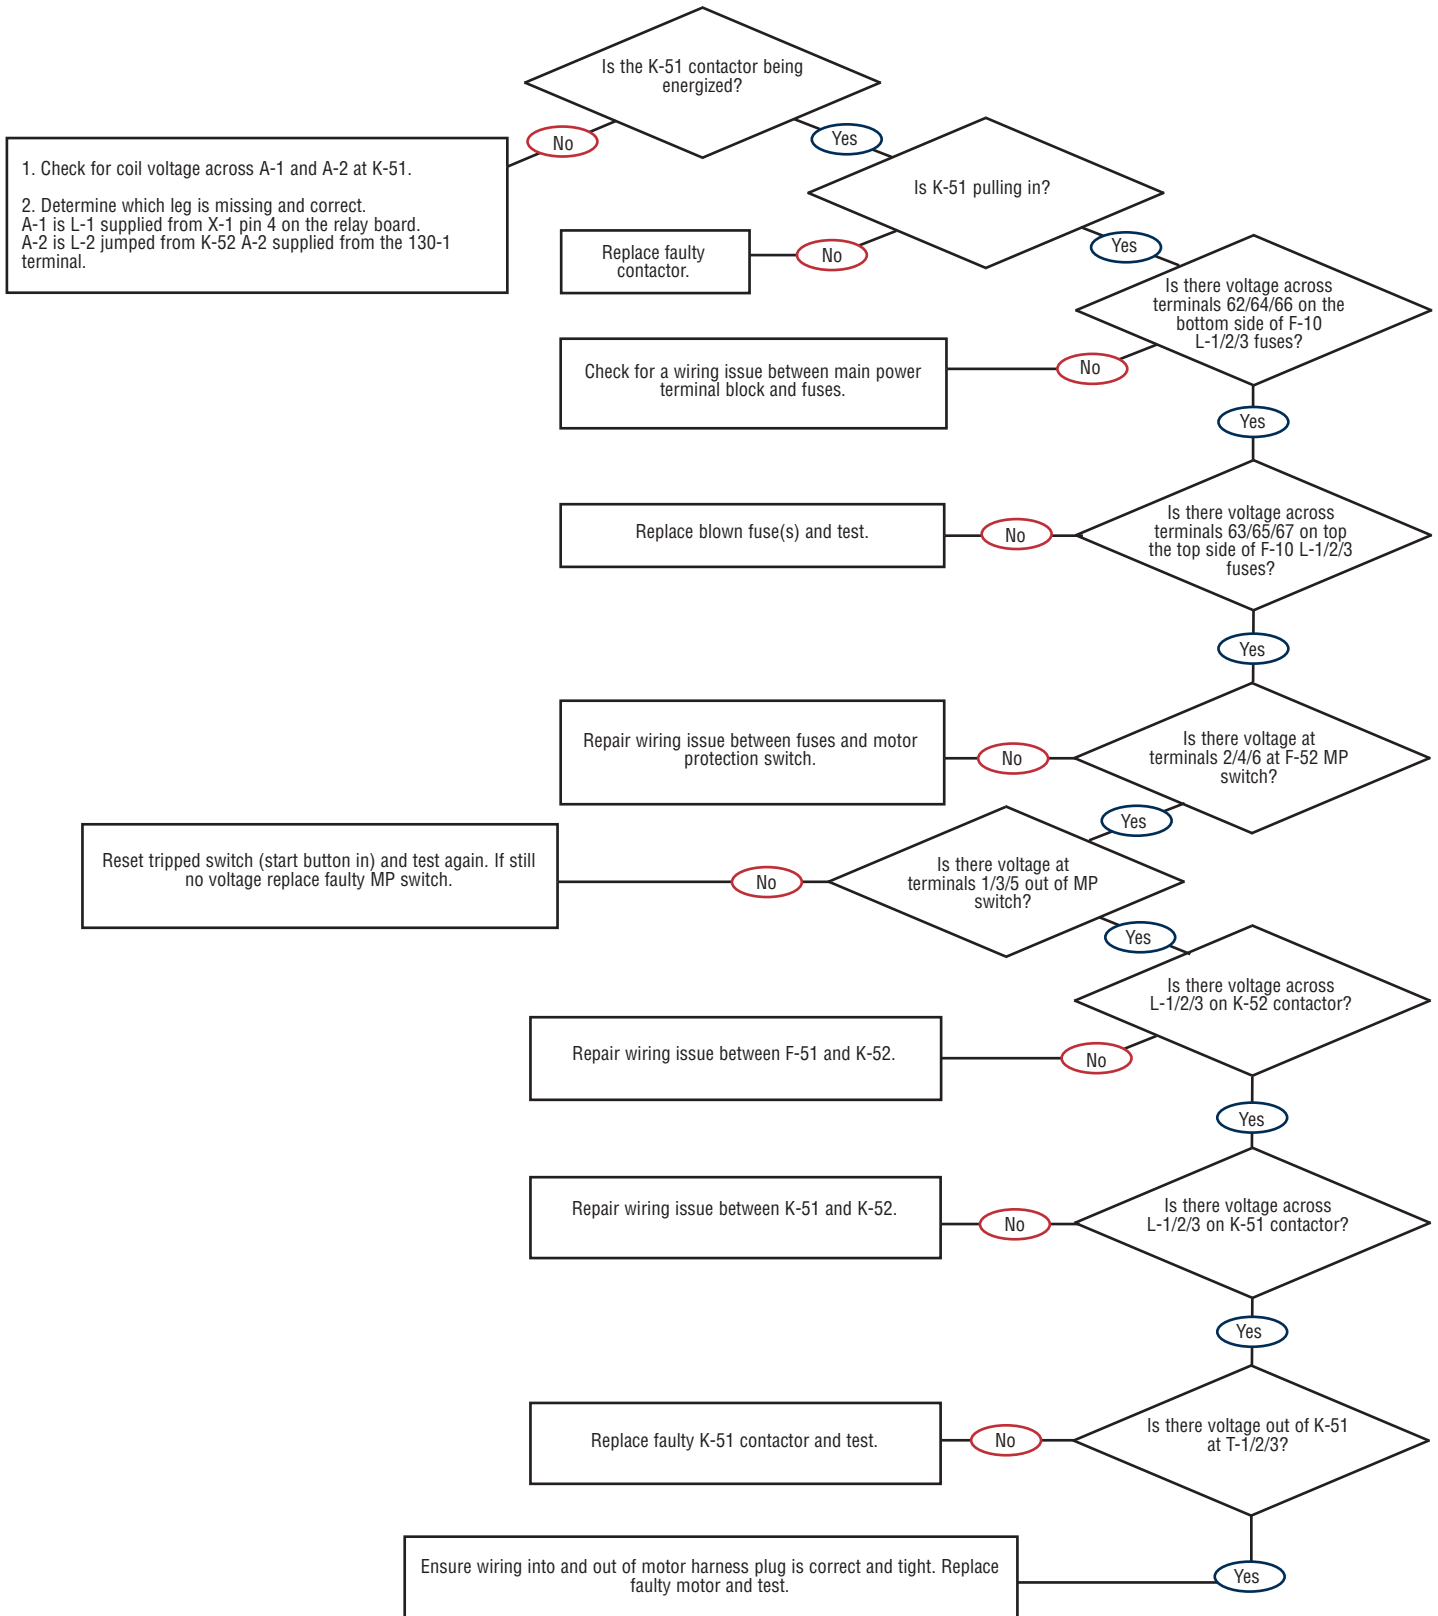 Is the K-51 contactor being
energized?
No
Yes
1. Check for coil voltage across A-1 and A-2 at K-51.
2. Determine which leg is missing and correct.
A-1 is L-1 supplied from X-1 pin 4 on the relay board.
A-2 is L-2 jumped from K-52 A-2 supplied from the 130-1
terminal.
Is K-51 pulling in?
No
Yes
Replace faulty
contactor.
Is there voltage across
terminals 62/64/66 on the
bottom side of F-10
L-1/2/3 fuses?
No
Check for a wiring issue between main power
terminal block and fuses.
Yes
Is there voltage across
terminals 63/65/67 on top
the top side of F-10 L-1/2/3
fuses?
No
Replace blown fuse(s) and test.
Yes
Is there voltage at
terminals 2/4/6 at F-52 MP
switch?
No
Repair wiring issue between fuses and motor
protection switch.
Yes
Is there voltage at
terminals 1/3/5 out of MP
switch?
No
Reset tripped switch (start button in) and test again. If still
no voltage replace faulty MP switch.
Yes
Is there voltage across
L-1/2/3 on K-52 contactor?
No
Repair wiring issue between F-51 and K-52.
Yes
Is there voltage across
L-1/2/3 on K-51 contactor?
No
Repair wiring issue between K-51 and K-52.
Yes
Is there voltage out of K-51
at T-1/2/3?
No
Replace faulty K-51 contactor and test.
Yes
Ensure wiring into and out of motor harness plug is correct and tight. Replace
faulty motor and test.